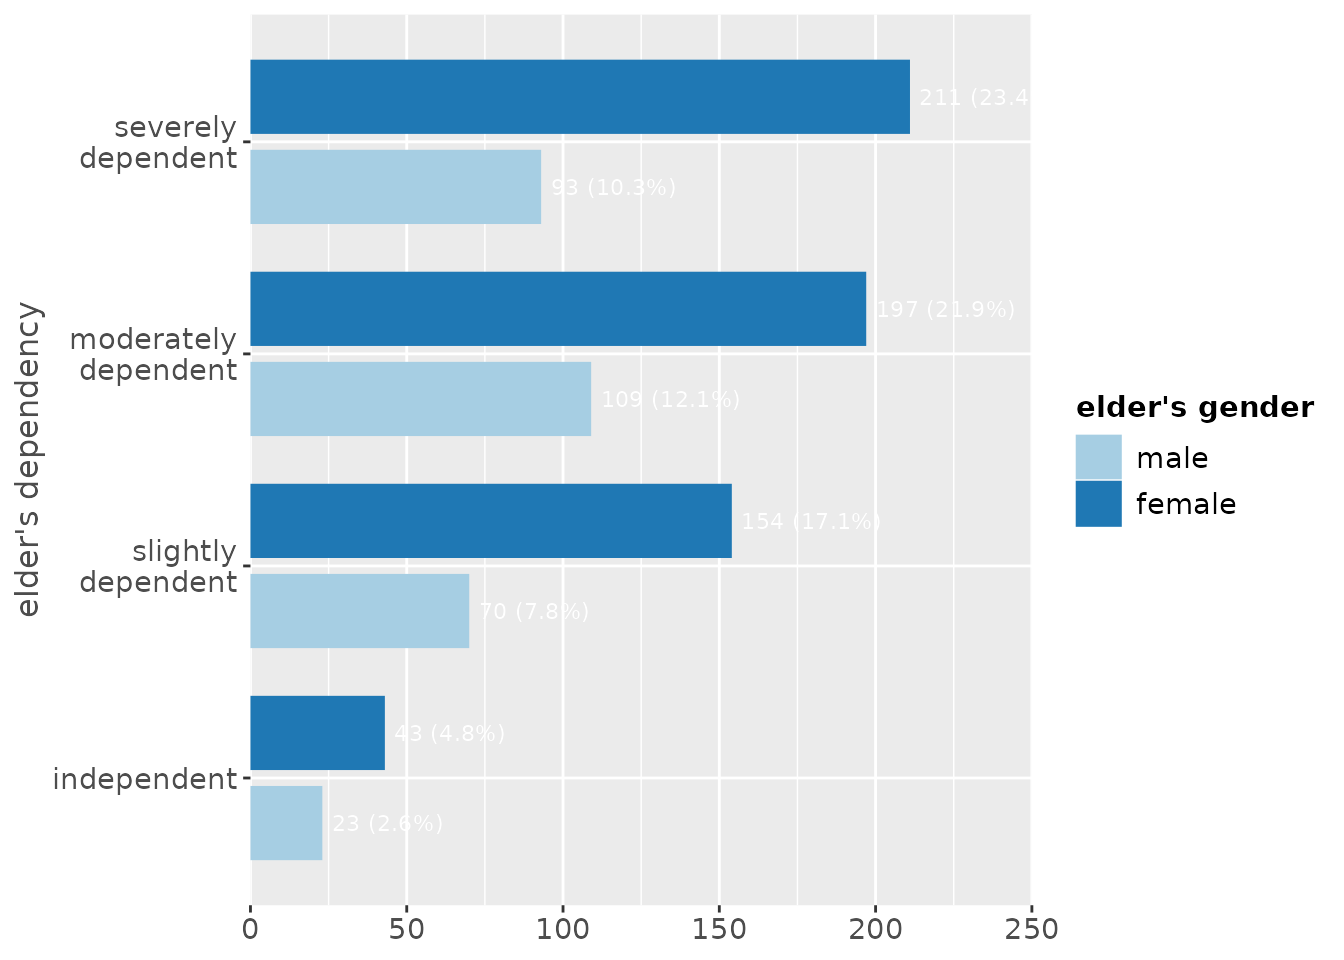 211 (23.4
severely
dependent
93 (10.3%)
197 (21.9%)
moderately
dependent
109 (12.1%)
elder's dependency
elder's gender
male
female
154 (17.1%)
slightly
dependent
70 (7.8%)
43 (4.8%)
independent
23 (2.6%)
0 50 100 150 200 250